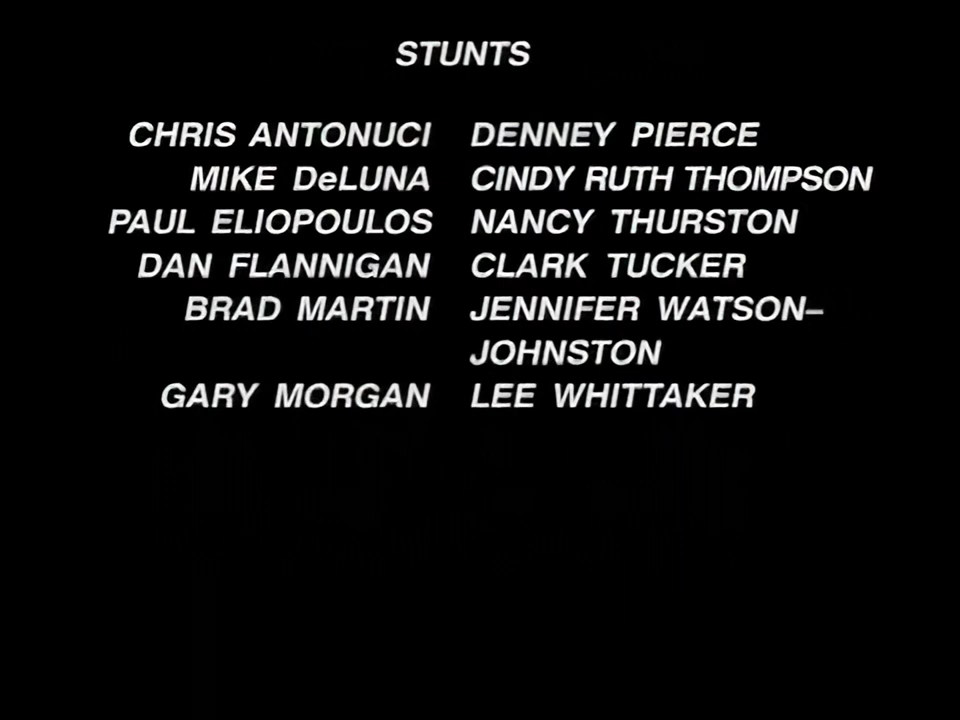 STUNTS
CHRIS ANTONUCI DENNEY PIERCE
MIKE DeLUNA CINDY RUTH THOMPSON
PAUL ELIOPOULOS NANCY THURSTON
DAN FLANNIGAN CLARK TUCKER
BRAD MARTIN JENNIFER WATSON–
JOHNSTON
GARY MORGAN LEE WHITTAKER